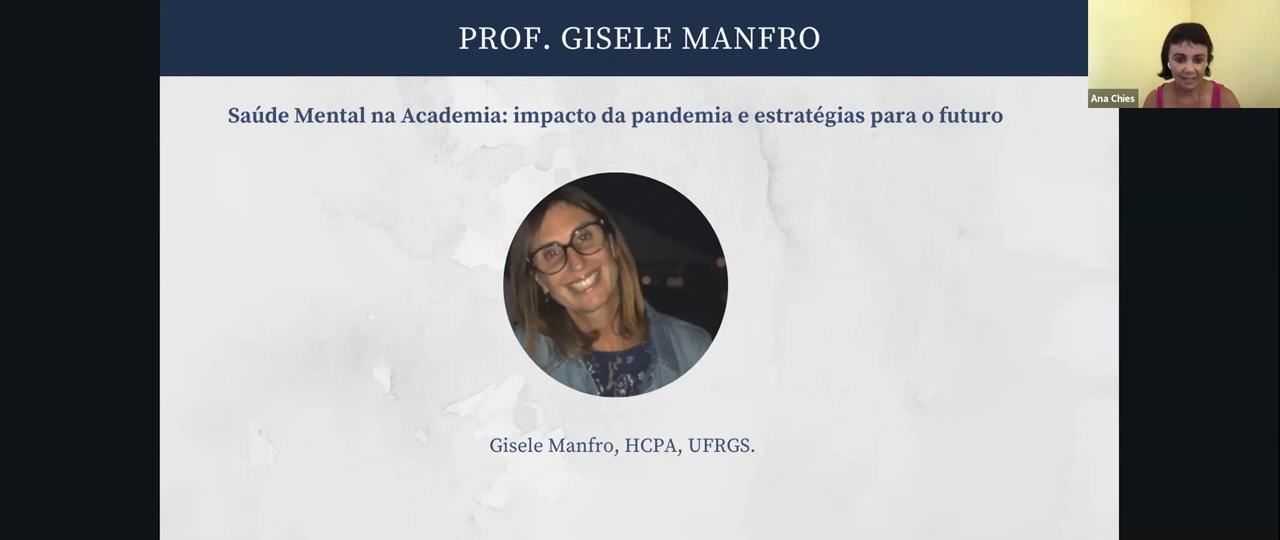 PROF. GISELE MANFRO
Ana Chies
Saúde Mental na Academia: impacto da pandemia e estratégias para o futuro
Gisele Manfro, HCPA, UFRGS.